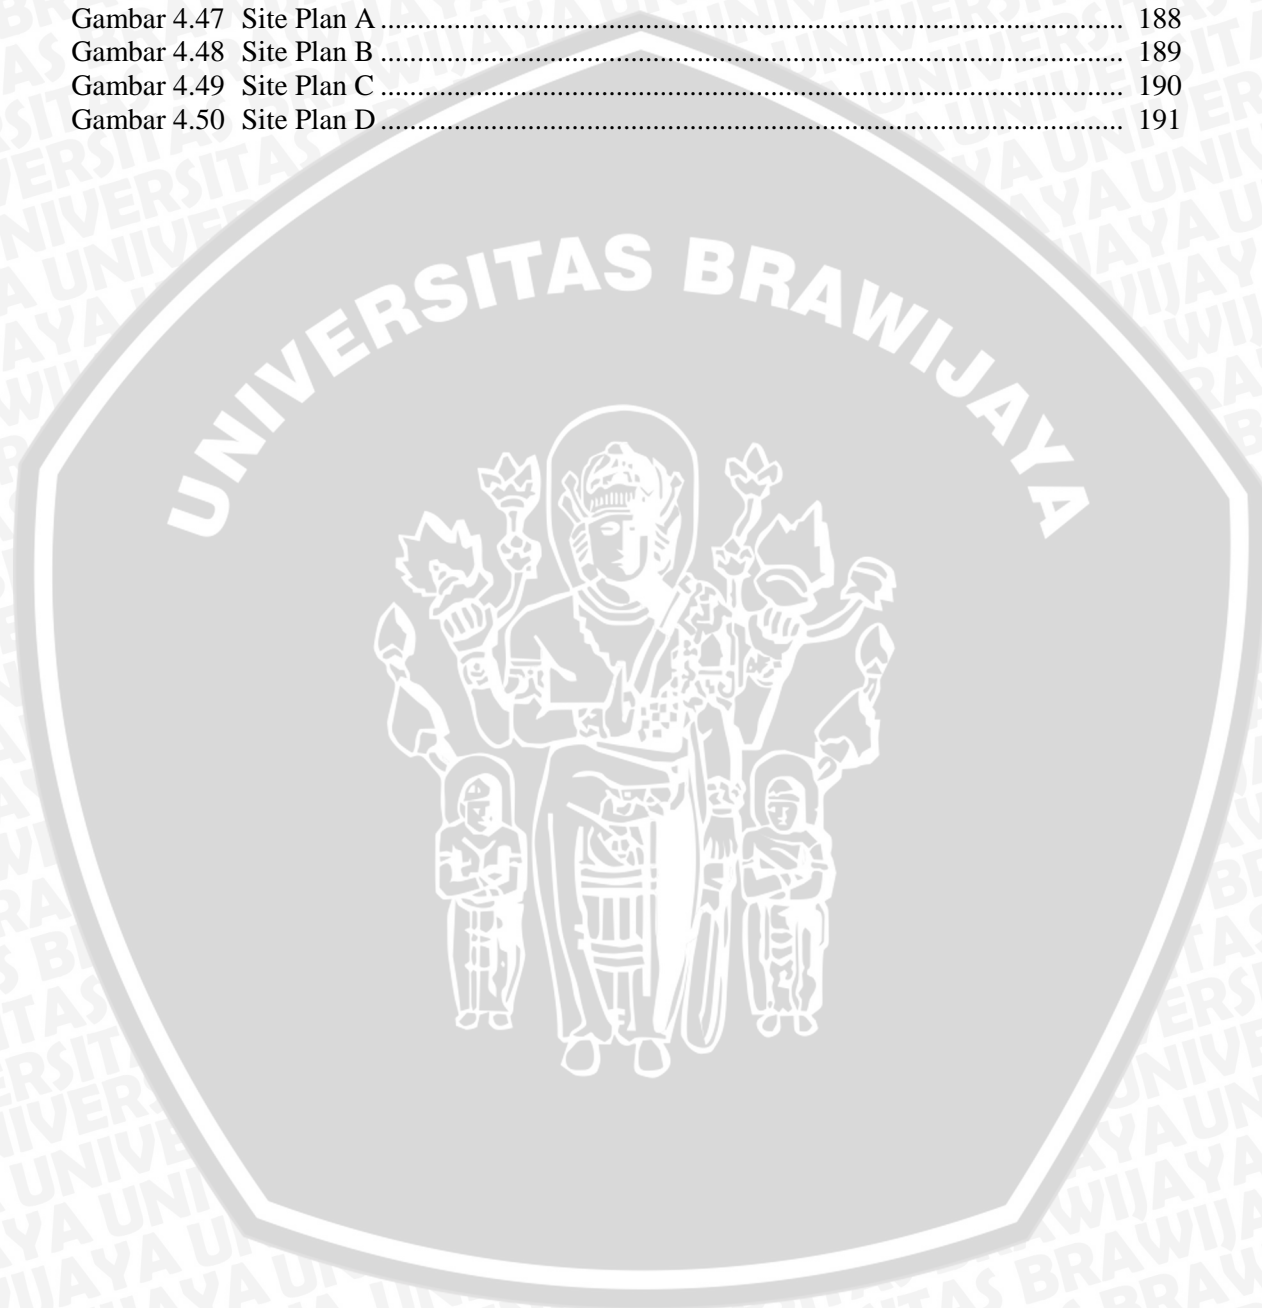 Gambar 4.47 Site Plan A ........................................................................................................ 188
Gambar 4.48 Site Plan B ........................................................................................................ 189
Gambar 4.49 Site Plan C ........................................................................................................ 190
Gambar 4.50 Site Plan D ........................................................................................................ 191
UNIVERSITAS BRAWIJAYA